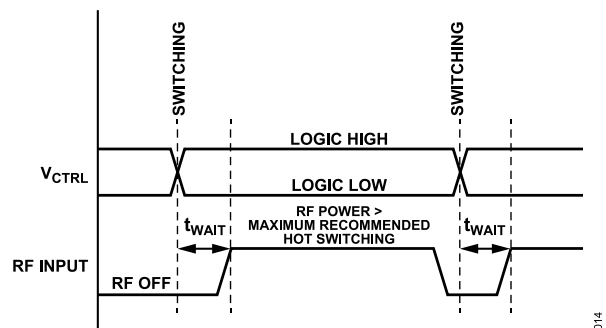 SWITCHING
SWITCHING
LOGIC HIGH
VCTRL
LOGIC LOW
tWAIT
RF POWER >
MAXIMUM RECOMMENDED
HOT SWITCHING
tWAIT
RF INPUT
RF OFF
014